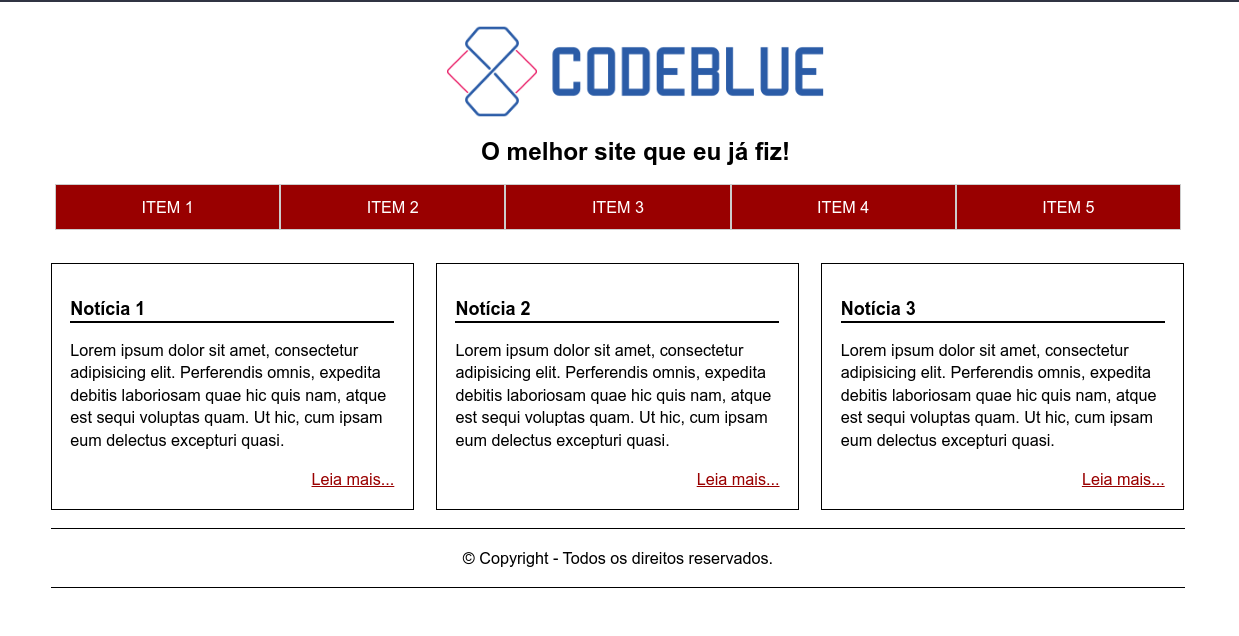 CODEBLUE
O melhor site que eu já fiz!
ITEM 1 ITEM 2 ITEM 3 ITEM 4 ITEM 5
Notícia 1
Lorem ipsum dolor sit amet, consectetur
adipisicing elit. Perferendis omnis, expedita
debitis laboriosam quae hic quis nam, atque
est sequi voluptas quam. Ut hic, cum ipsam
eum delectus excepturi quasi.
Leia mais...
Notícia 2
Lorem ipsum dolor sit amet, consectetur
adipisicing elit. Perferendis omnis, expedita
debitis laboriosam quae hic quis nam, atque
est sequi voluptas quam. Ut hic, cum ipsam
eum delectus excepturi quasi.
Leia mais...
Notícia 3
Lorem ipsum dolor sit amet, consectetur
adipisicing elit. Perferendis omnis, expedita
debitis laboriosam quae hic quis nam, atque
est sequi voluptas quam. Ut hic, cum ipsam
eum delectus excepturi quasi.
Leia mais...
© Copyright - Todos os direitos reservados.